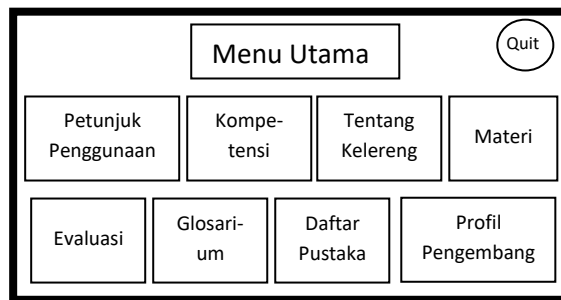 Menu Utama
Quit
Petunjuk
Penggunaan
Kompe-
tensi
Tentang
Kelereng
Materi
Evaluasi
Glosari-
um
Daftar
Pustaka
Profil
Pengembang